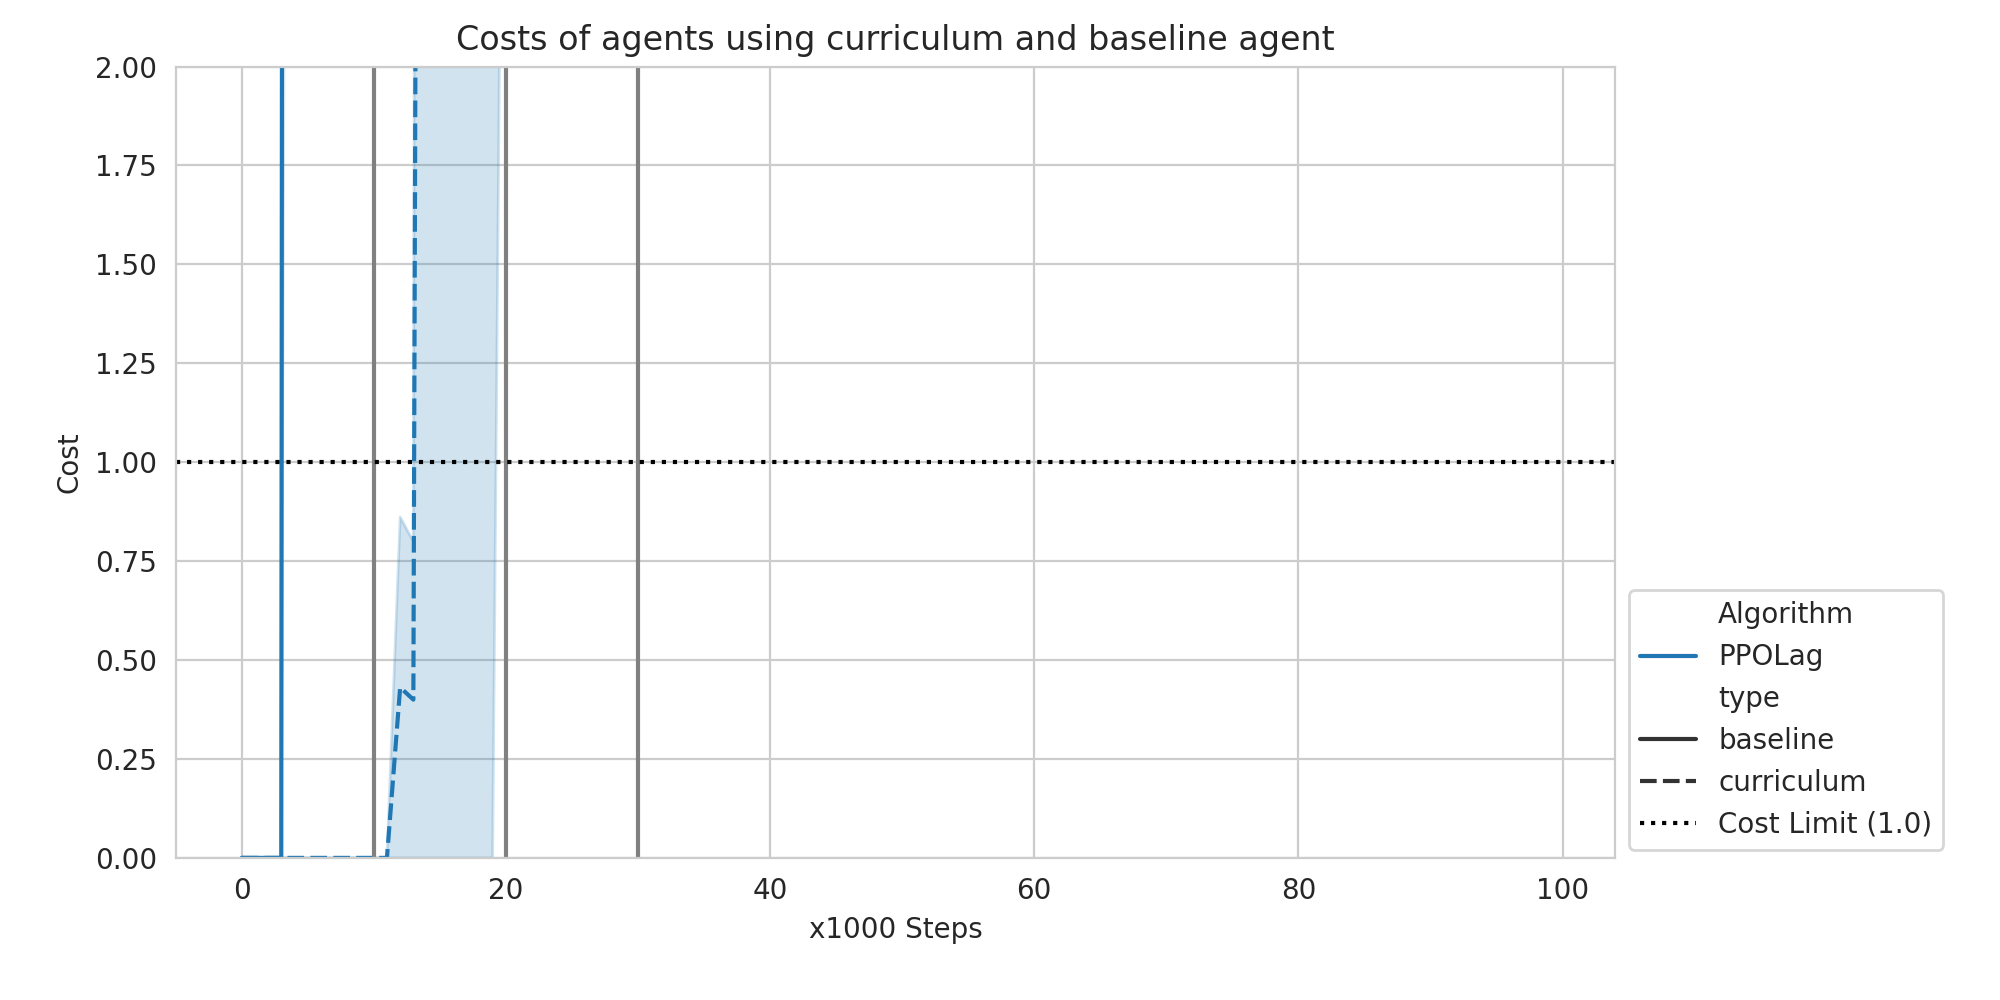 Costs of agents using curriculum and baseline agent
2.00
1.75
1.50
1.25
1.00
0.75
0.50
0.25
0.00
Cost
0 20 40 60 80 100
x1000 Steps
Algorithm
PPOLag
type
baseline
curriculum
Cost Limit (1.0)